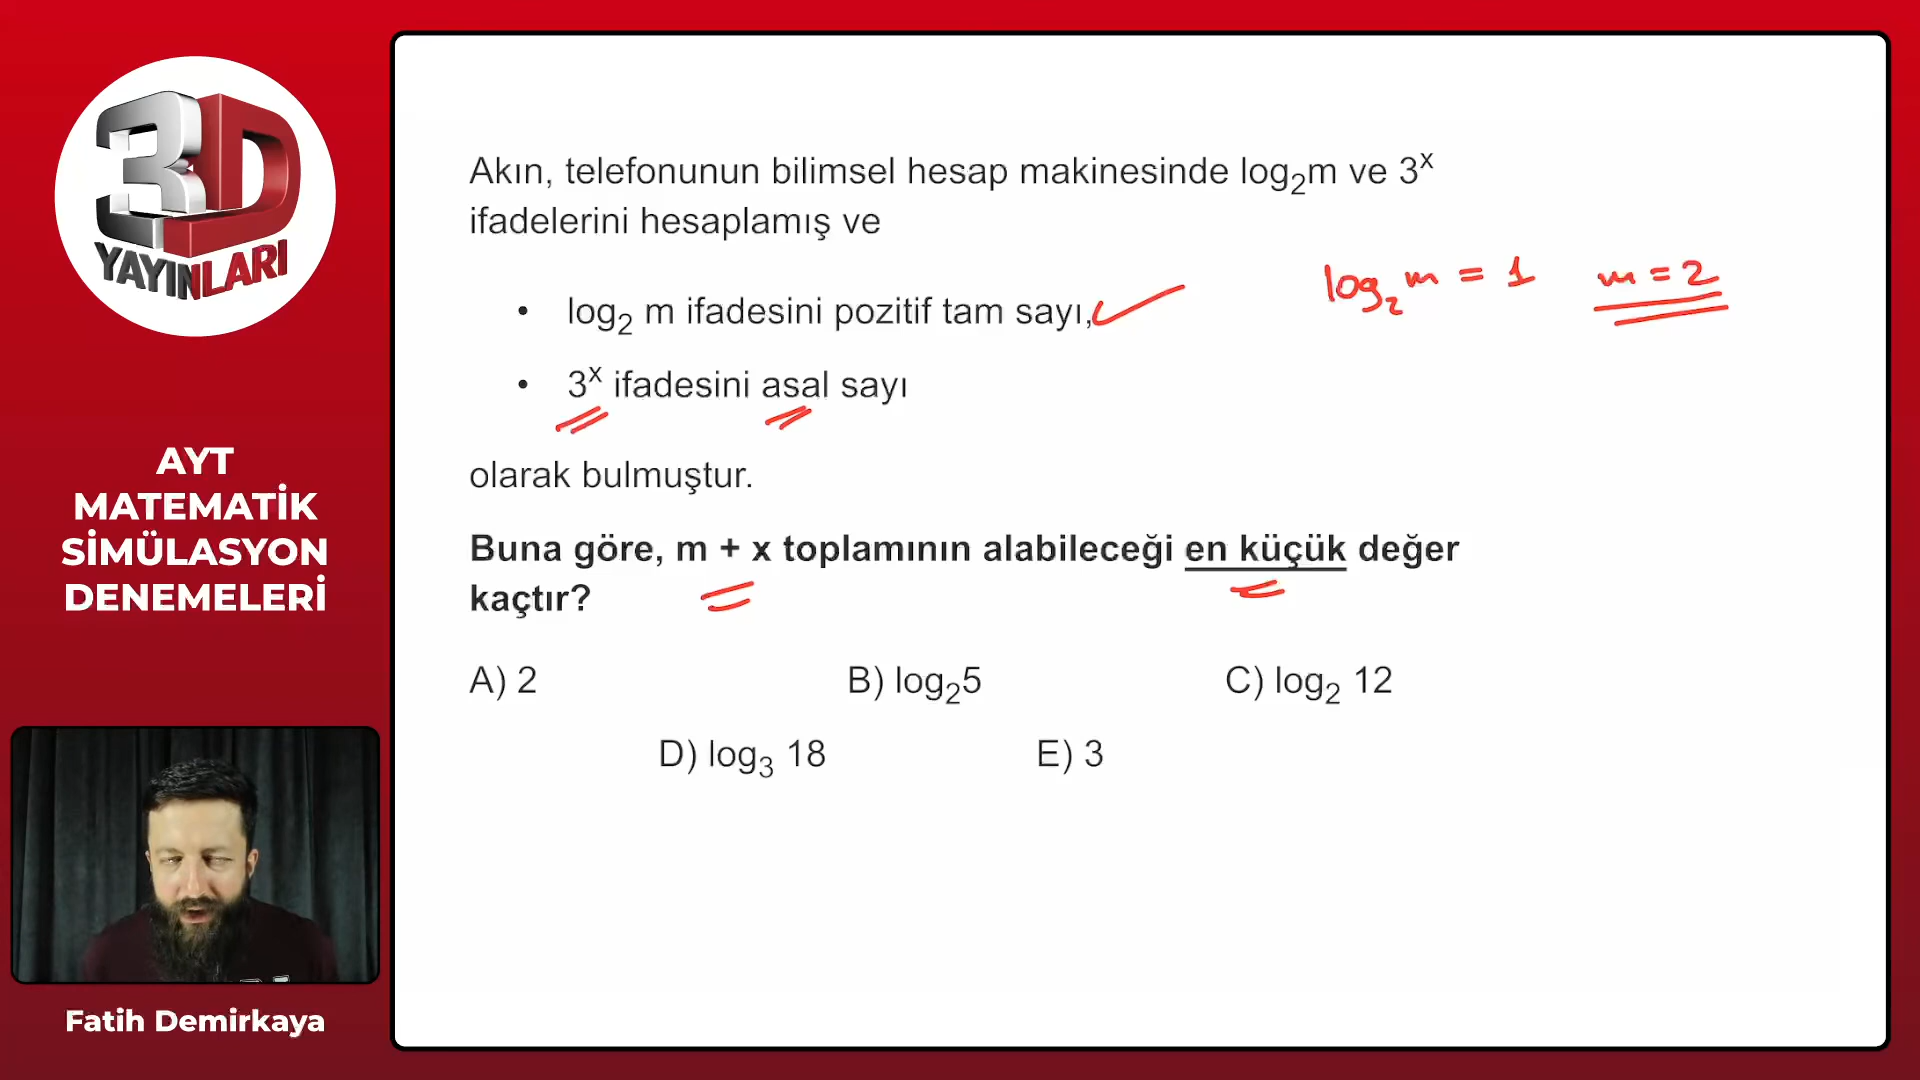 3D
YAYINLARI
AYT
MATEMATİK
SİMÜLASYON
DENEMELERİ
Fatih Demirkaya
Akın, telefonunun bilimsel hesap makinesinde log₂m ve 3ˣ
ifadelerini hesaplamış ve
• log₂ m ifadesini pozitif tam sayı,
• 3ˣ ifadesini asal sayı
olarak bulmuştur.
Buna göre, m + x toplamının alabileceği en küçük değer
kaçtır?
A) 2 B) log₂5 C) log₂ 12
D) log₃ 18 E) 3
log₂ m = 1 m = 2